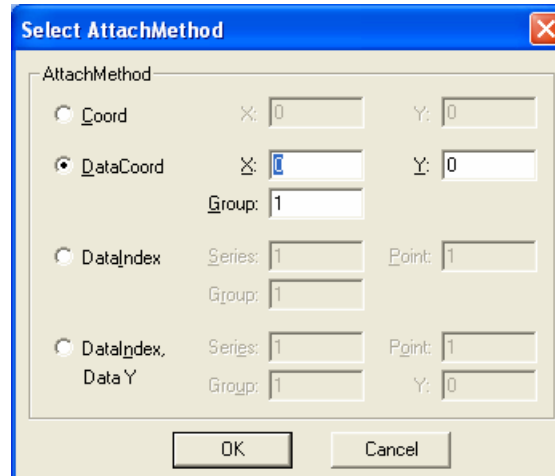 Select AttachMethod
AttachMethod
Coord X: 0 Y: 0
DataCoord X: 0 Y: 0
Group: 1
DataIndex Series: 1 Point: 1
Group: 1
DataIndex, Series: 1 Point: 1
Data Y Group: 1 Y: 0
OK Cancel